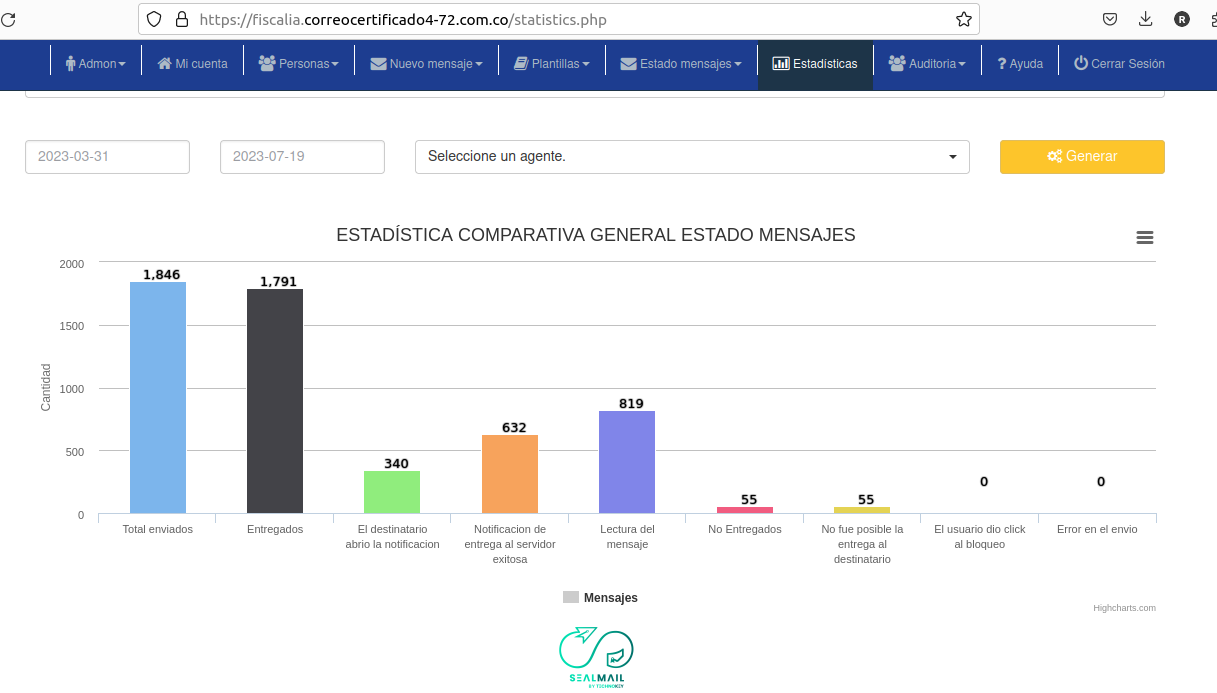 https://fiscalia.correocertificado4-72.com.co/statistics.php
R
Admon Mi cuenta Personas Nuevo mensaje Plantillas Estado mensajes Estadísticas Auditoria ? Ayuda Cerrar Sesión
2023-03-31 2023-07-19 Seleccione un agente. Generar
ESTADÍSTICA COMPARATIVA GENERAL ESTADO MENSAJES
Cantidad
2000
1500
1000
500
0
1,846
1,791
340
632
819
55
55
0
0
Total enviados
Entregados
El destinatario
abrio la notificacion
Notificacion de
entrega al servidor
exitosa
Lectura del
mensaje
No Entregados
No fue posible la
entrega al
destinatario
El usuario dio click
al bloqueo
Error en el envio
Mensajes
Highcharts.com
SEALMAIL
BY TECHNOKEY